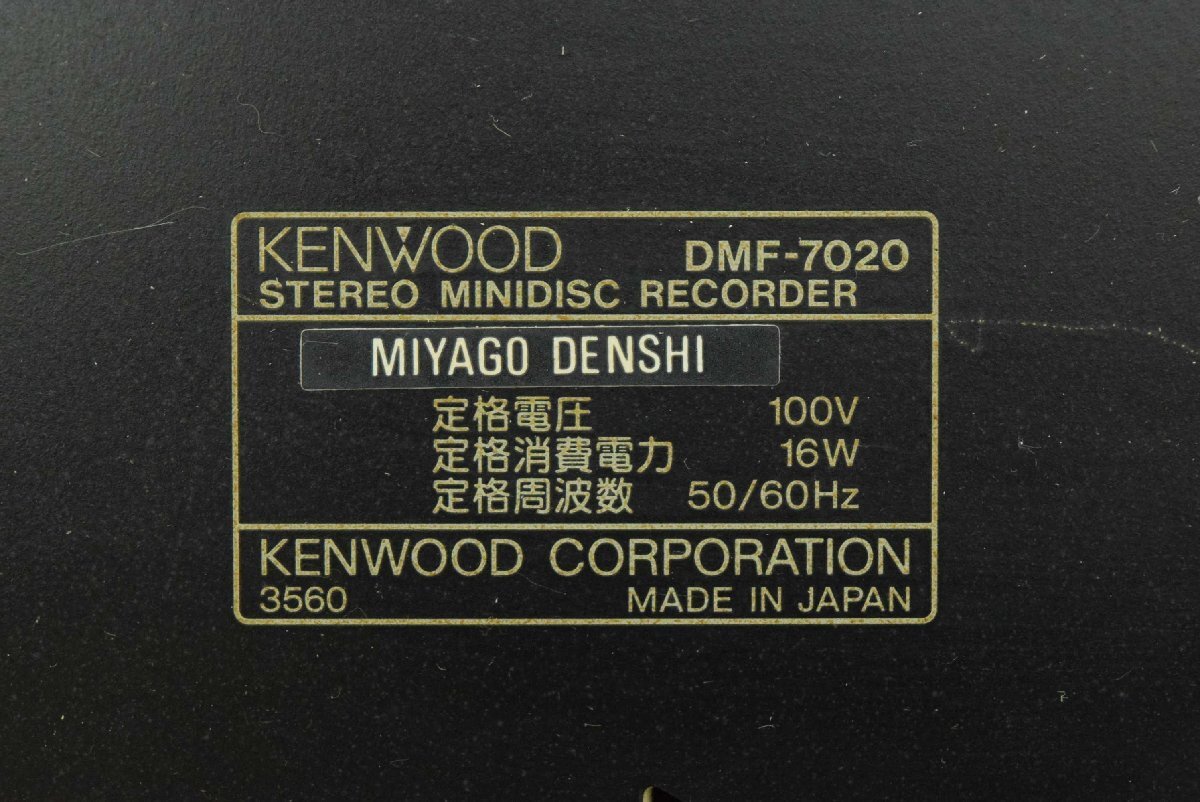 KENWOOD DMF-7020
STEREO MINIDISC RECORDER
MIYAGO DENSHI
定格電圧 100V
定格消費電力 16W
定格周波数 50/60Hz
KENWOOD CORPORATION
3560 MADE IN JAPAN